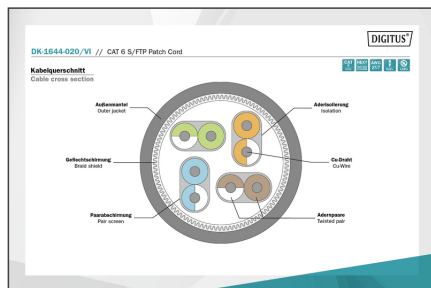 DIGITUS®
DK-1644-020/VI // CAT 6 S/FTP Patch Cord
Kabelquerschnitt
Cable cross section
Außenmantel
Outer jacket
Aderisolierung
Isolation
Geflechtschirmung
Braid shield
Cu-Draht
Cu-Wire
Paarabschirmung
Pair screen
Adernpaare
Twisted pair